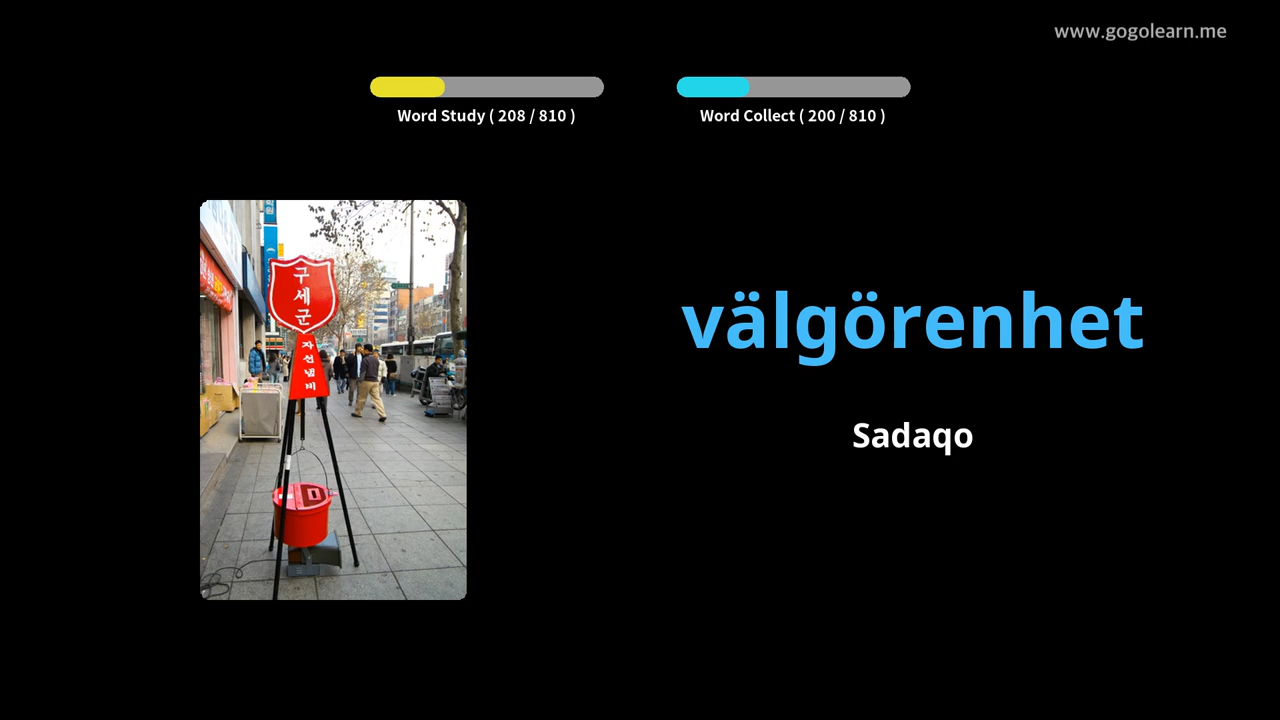 www.gogolearn.me
Word Study ( 208 / 810 )
Word Collect ( 200 / 810 )
구
세
군
자
선
냄
비
välgörenhet
Sadaqo